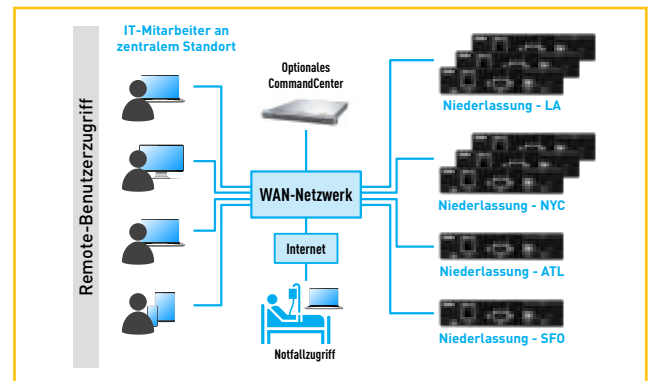 Remote-Benutzerzugriff
IT-Mitarbeiter an
zentralem Standort
Optionales
CommandCenter
WAN-Netzwerk
Internet
Notfallzugriff
Niederlassung - LA
Niederlassung - NYC
Niederlassung - ATL
Niederlassung - SFO